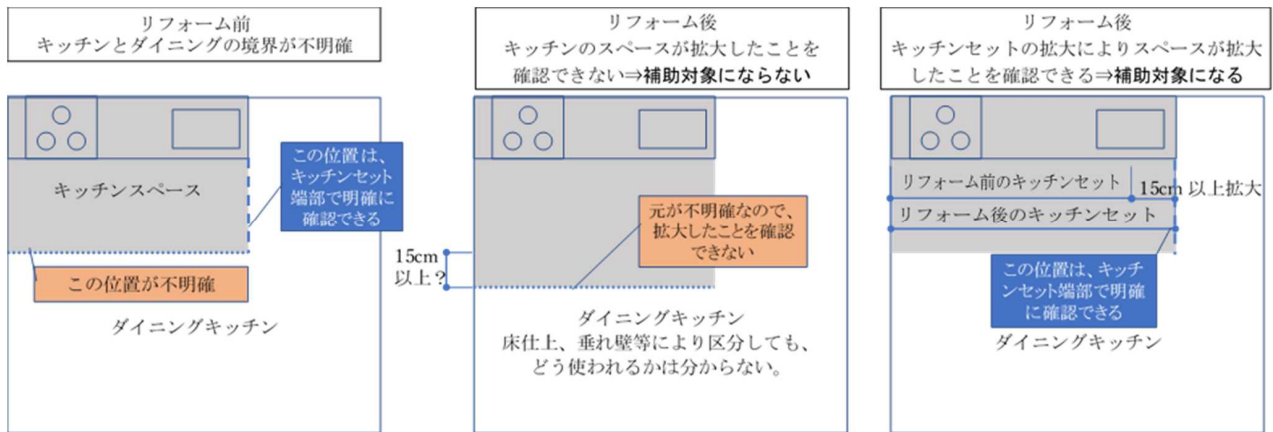 リフォーム前
キッチンとダイニングの境界が不明確
キッチンスペース
この位置は、
キッチンセット
端部で明確に
確認できる
この位置が不明確
ダイニングキッチン
リフォーム後
キッチンのスペースが拡大したことを
確認できない⇒補助対象にならない
元が不明確なので、
拡大したことを確認
できない
15cm
以上？
ダイニングキッチン
床仕上、垂れ壁等により区分しても、
どう使われるかは分からない。
リフォーム後
キッチンセットの拡大によりスペースが拡大
したことを確認できる⇒補助対象になる
リフォーム前のキッチンセット
15cm 以上拡大
リフォーム後のキッチンセット
この位置は、キッチ
ンセット端部で明確
に確認できる
ダイニングキッチン